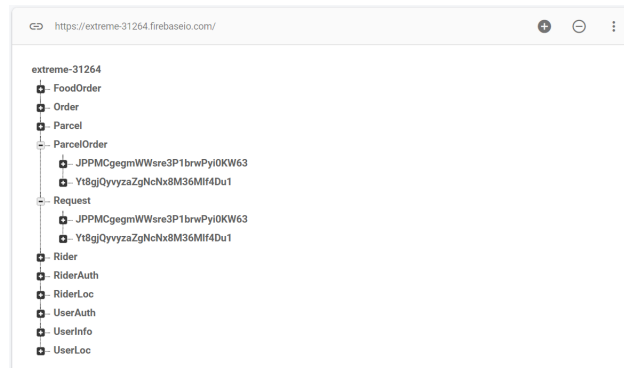 https://extreme-31264.firebaseio.com/
extreme-31264
FoodOrder
Order
Parcel
ParcelOrder
JPPMCgegmWWsre3P1brwPyi0KW63
Yt8gjQyvyzaZgNcNx8M36Mlf4Du1
Request
JPPMCgegmWWsre3P1brwPyi0KW63
Yt8gjQyvyzaZgNcNx8M36Mlf4Du1
Rider
RiderAuth
RiderLoc
UserAuth
UserInfo
UserLoc